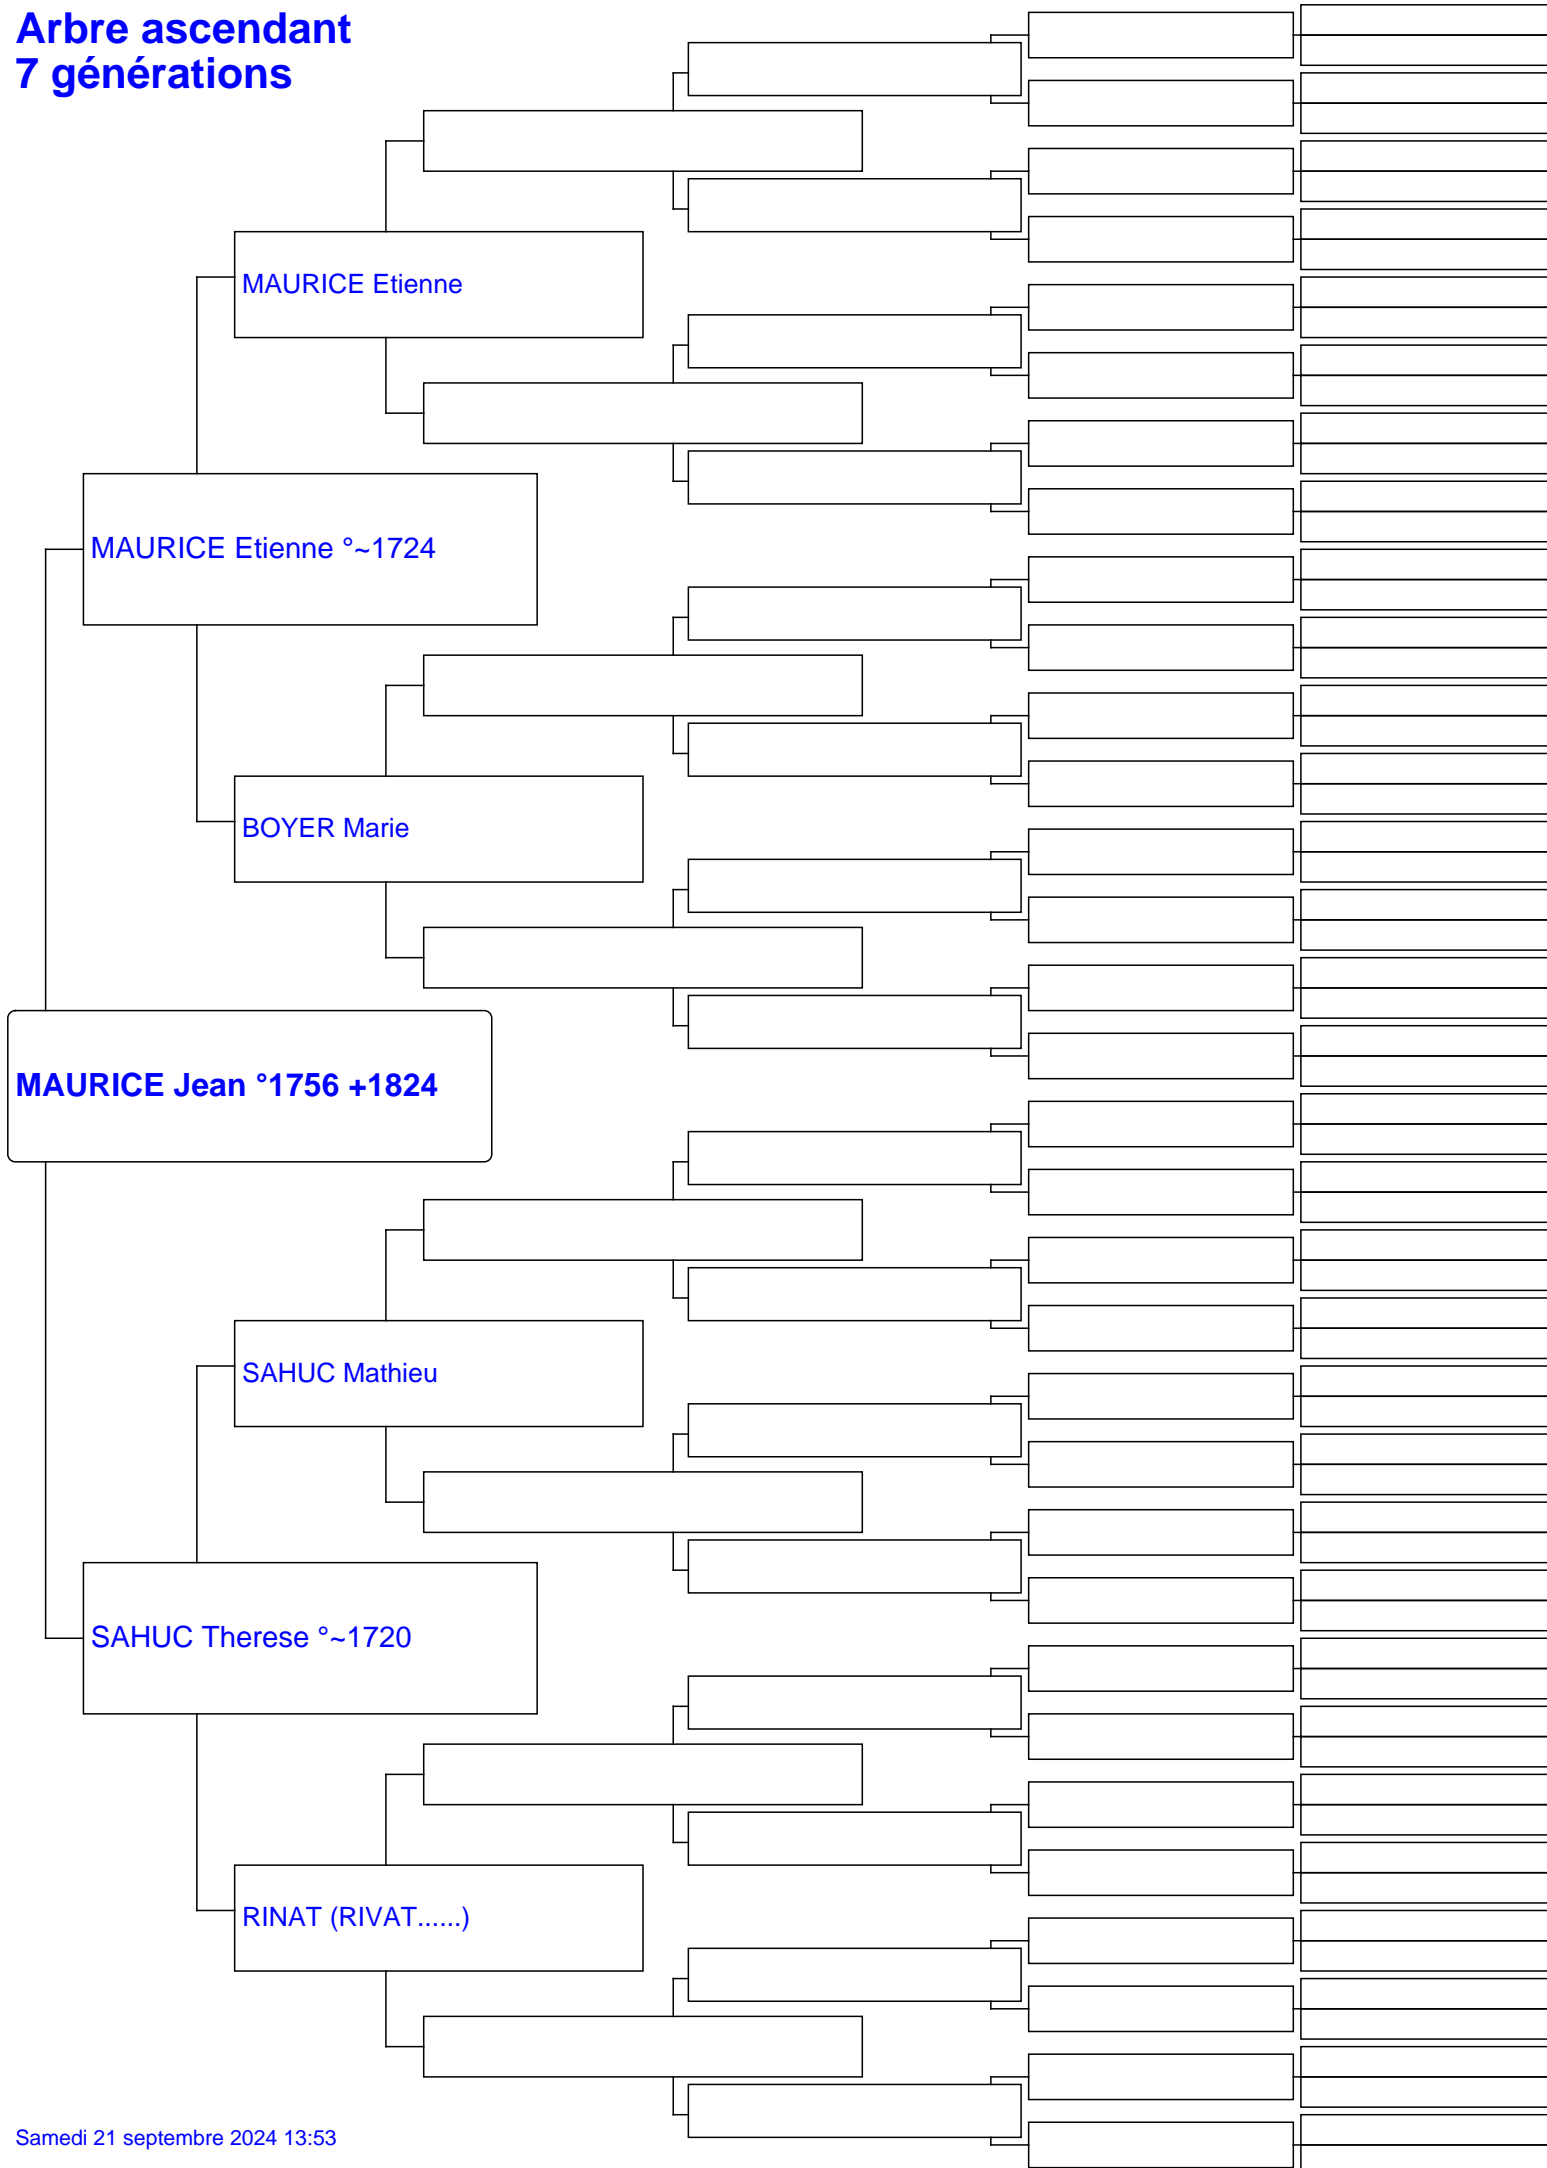 Arbre ascendant
7 générations
MAURICE Etienne
MAURICE Etienne °~1724
BOYER Marie
MAURICE Jean °1756 +1824
SAHUC Mathieu
SAHUC Therese °~1720
RINAT (RIVAT......)
Samedi 21 septembre 2024 13:53